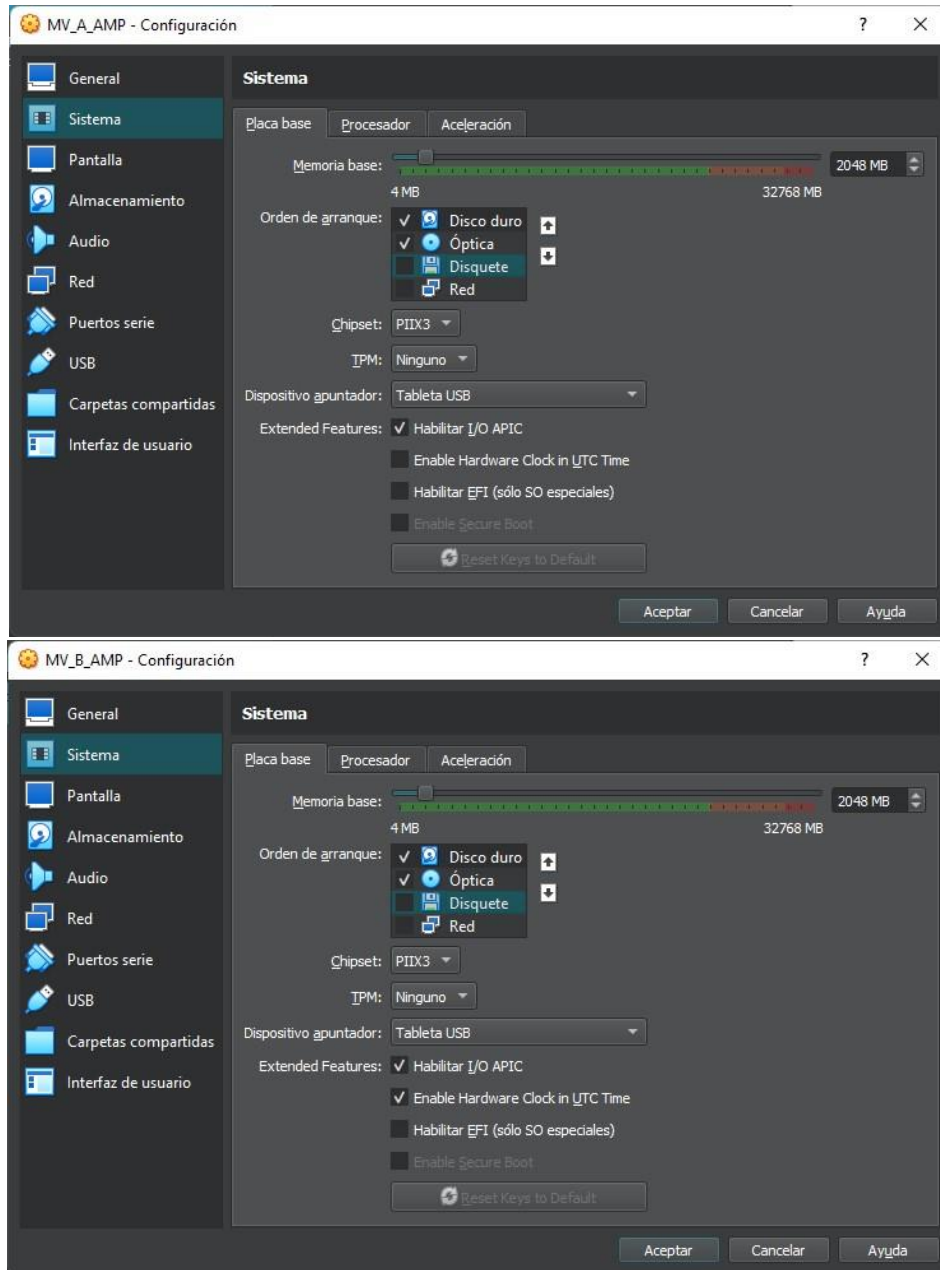 MV_A_AMP - Configuración ? ×
General
Sistema
Pantalla
Almacenamiento
Audio
Red
Puertos serie
USB
Carpetas compartidas
Interfaz de usuario
Sistema
Placa base Procesador Aceleración
Memoria base: 2048 MB
4 MB 32768 MB
Orden de arranque: Disco duro
Óptica
Disquete
Red
Chipset: PIIX3
TPM: Ninguno
Dispositivo apuntador: Tableta USB
Extended Features: Habilitar I/O APIC
Enable Hardware Clock in UTC Time
Habilitar EFI (sólo SO especiales)
Enable Secure Boot
Reset Keys to Default
Aceptar Cancelar Ayuda
MV_B_AMP - Configuración ? ×
General
Sistema
Pantalla
Almacenamiento
Audio
Red
Puertos serie
USB
Carpetas compartidas
Interfaz de usuario
Sistema
Placa base Procesador Aceleración
Memoria base: 2048 MB
4 MB 32768 MB
Orden de arranque: Disco duro
Óptica
Disquete
Red
Chipset: PIIX3
TPM: Ninguno
Dispositivo apuntador: Tableta USB
Extended Features: Habilitar I/O APIC
Enable Hardware Clock in UTC Time
Habilitar EFI (sólo SO especiales)
Enable Secure Boot
Reset Keys to Default
Aceptar Cancelar Ayuda